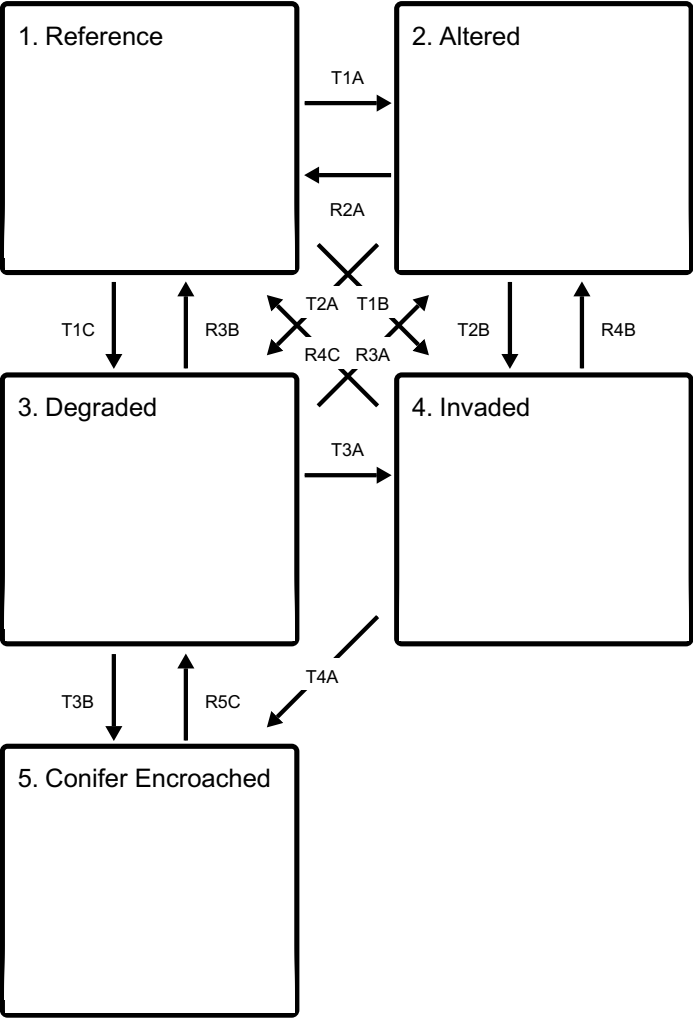 1. Reference
2. Altered
T1A
R2A
T2A
T1B
T1C
R3B
T2B
R4B
R4C
R3A
3. Degraded
4. Invaded
T3A
T4A
T3B
R5C
5. Conifer Encroached